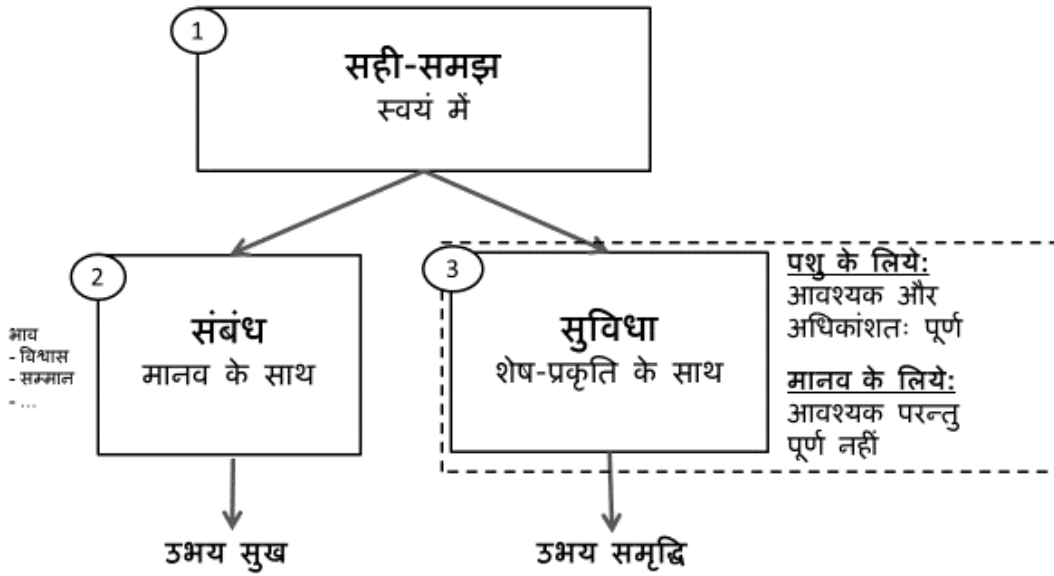 1
सही-समझ
स्वयं में
2
संबंध
मानव के साथ
भाव
- विश्वास
- सम्मान
- ...
3
सुविधा
शेष-प्रकृति के साथ
पशु के लिये:
आवश्यक और
अधिकांशतः पूर्ण
मानव के लिये:
आवश्यक परन्तु
पूर्ण नहीं
उभय सुख
उभय समृद्धि